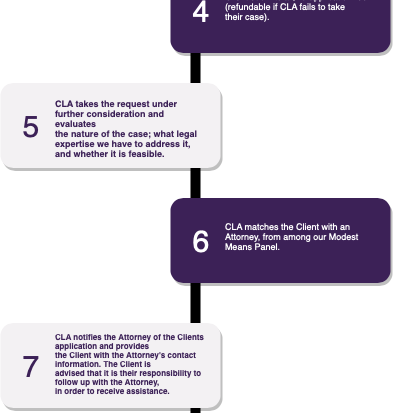 4
(refundable if CLA fails to take
their case).
5
CLA takes the request under
further consideration and
evaluates
the nature of the case; what legal
expertise we have to address it,
and whether it is feasible.
6
CLA matches the Client with an
Attorney, from among our Modest
Means Panel.
7
CLA notifies the Attorney of the Clients
application and provides
the Client with the Attorney's contact
information. The Client is
advised that it is their responsibility to
follow up with the Attorney,
in order to receive assistance.